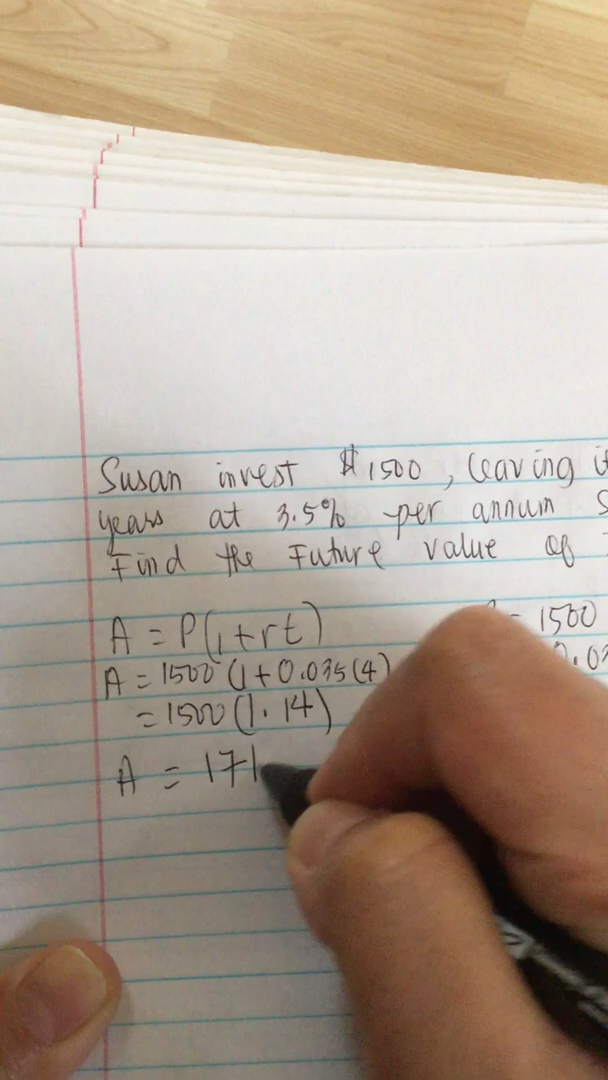 Susan invest $1500, leaving
years at 3.5% per annum
Find the Future value of
A = P(1+rt)
= 1500
A = 1500 (1+0.035(4)
= 1500 (1.14)
A = 171